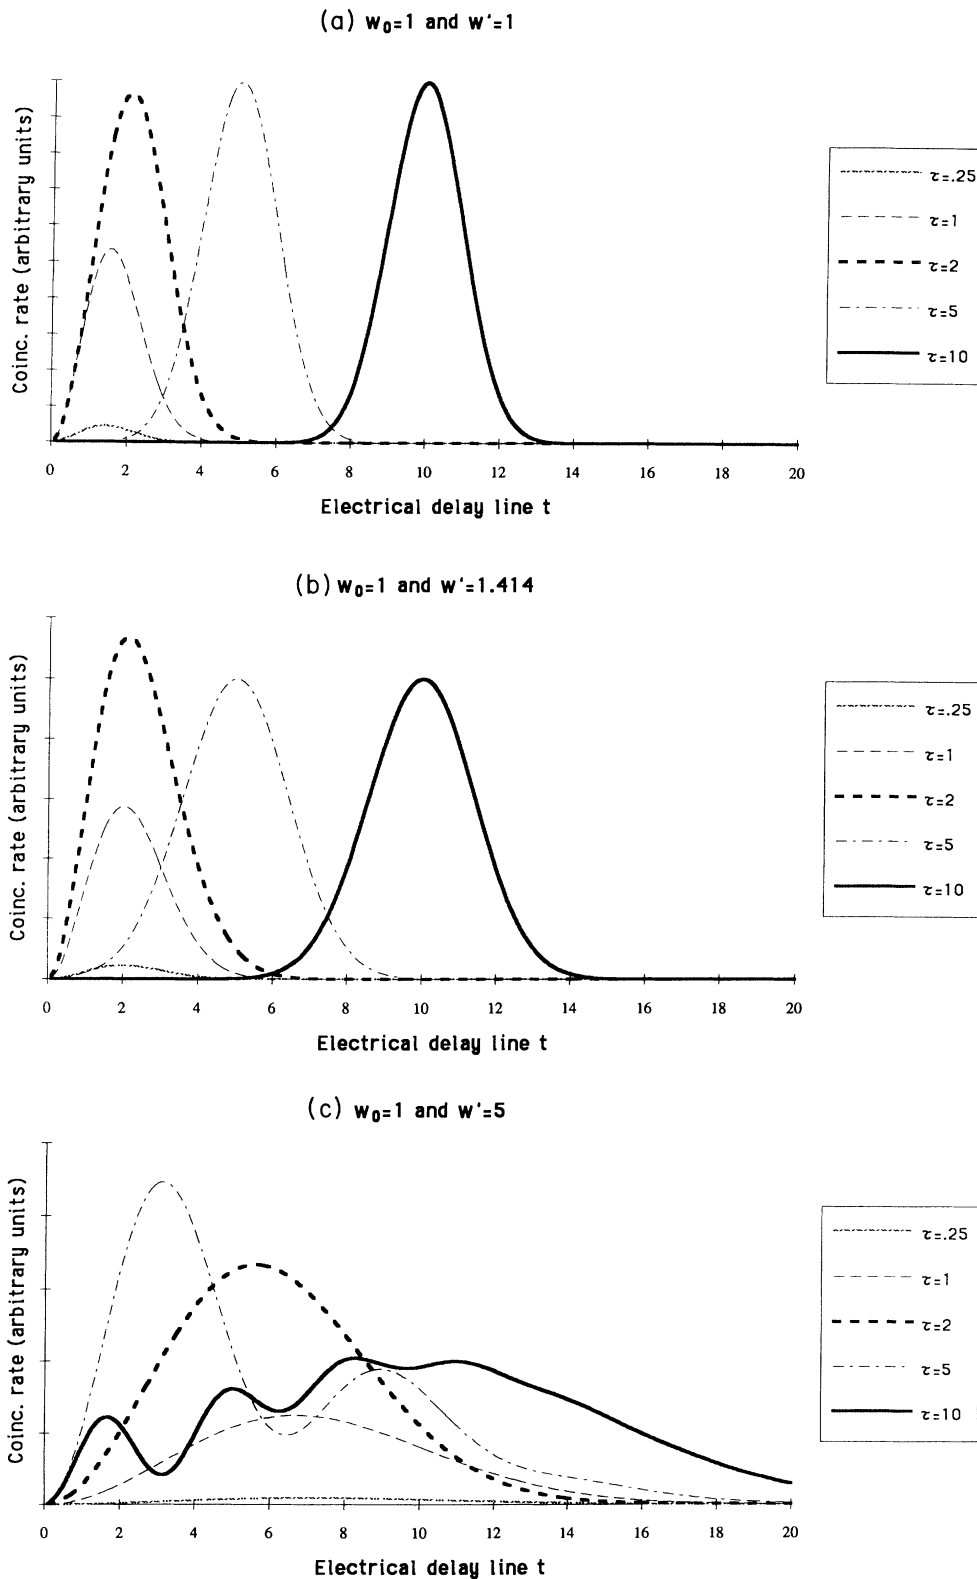 (a) w₀=1 and w'=1
Coinc. rate (arbitrary units)
0 2 4 6 8 10 12 14 16 18 20
Electrical delay line t
τ=.25
τ=1
τ=2
τ=5
τ=10
(b) w₀=1 and w'=1.414
Coinc. rate (arbitrary units)
0 2 4 6 8 10 12 14 16 18 20
Electrical delay line t
τ=.25
τ=1
τ=2
τ=5
τ=10
(c) w₀=1 and w'=5
Coinc. rate (arbitrary units)
0 2 4 6 8 10 12 14 16 18 20
Electrical delay line t
τ=.25
τ=1
τ=2
τ=5
τ=10